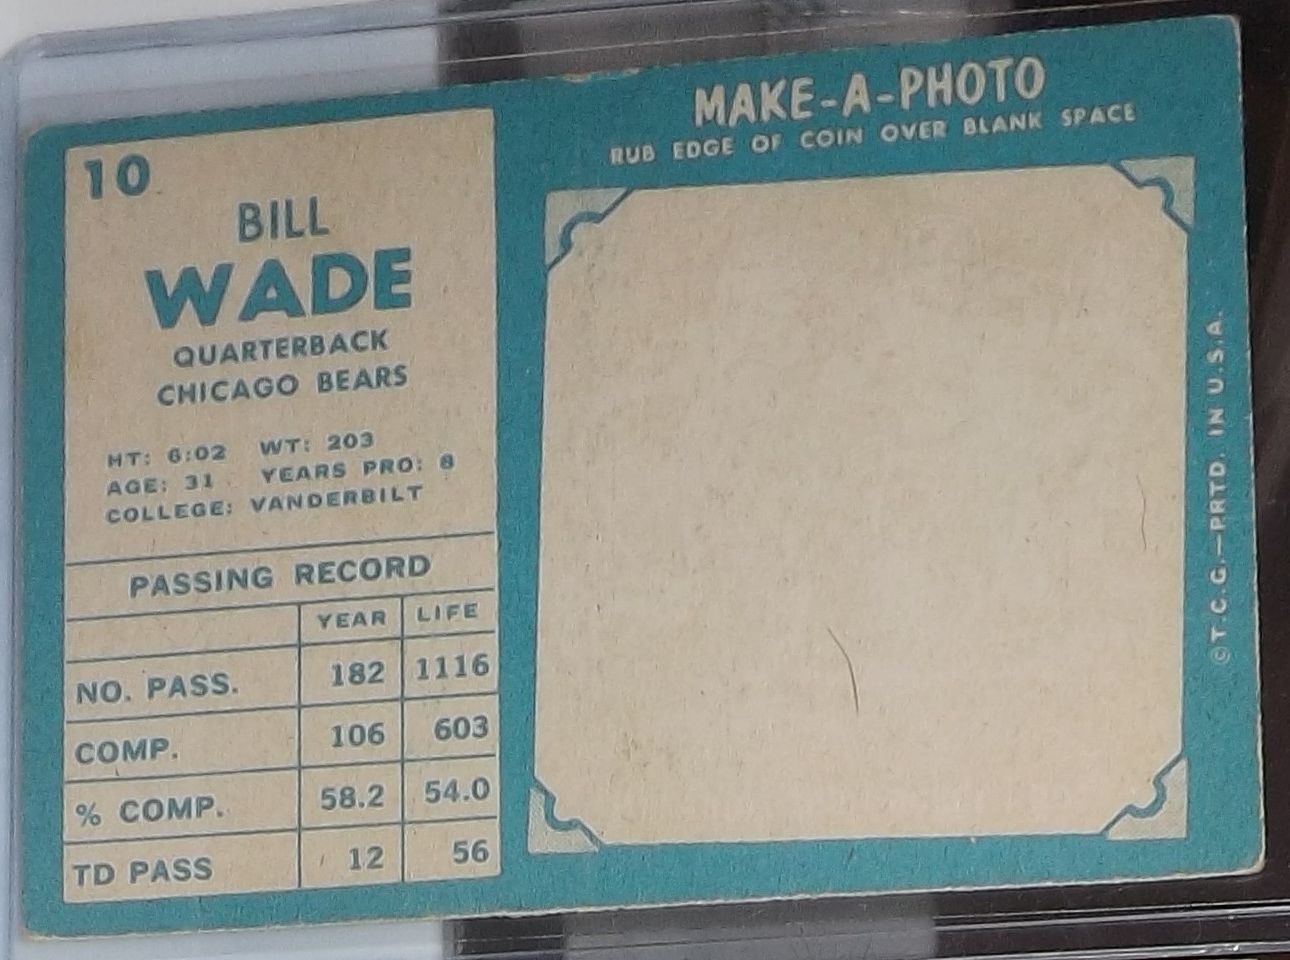 10
BILL
WADE
QUARTERBACK
CHICAGO BEARS
HT: 6:02 WT: 203
AGE: 31 YEARS PRO: 8
COLLEGE: VANDERBILT
PASSING RECORD
YEAR LIFE
NO. PASS. 182 1116
COMP. 106 603
% COMP. 58.2 54.0
TD PASS 12 56
MAKE-A-PHOTO
RUB EDGE OF COIN OVER BLANK SPACE
©T.C.G.—PRTD. IN U.S.A.